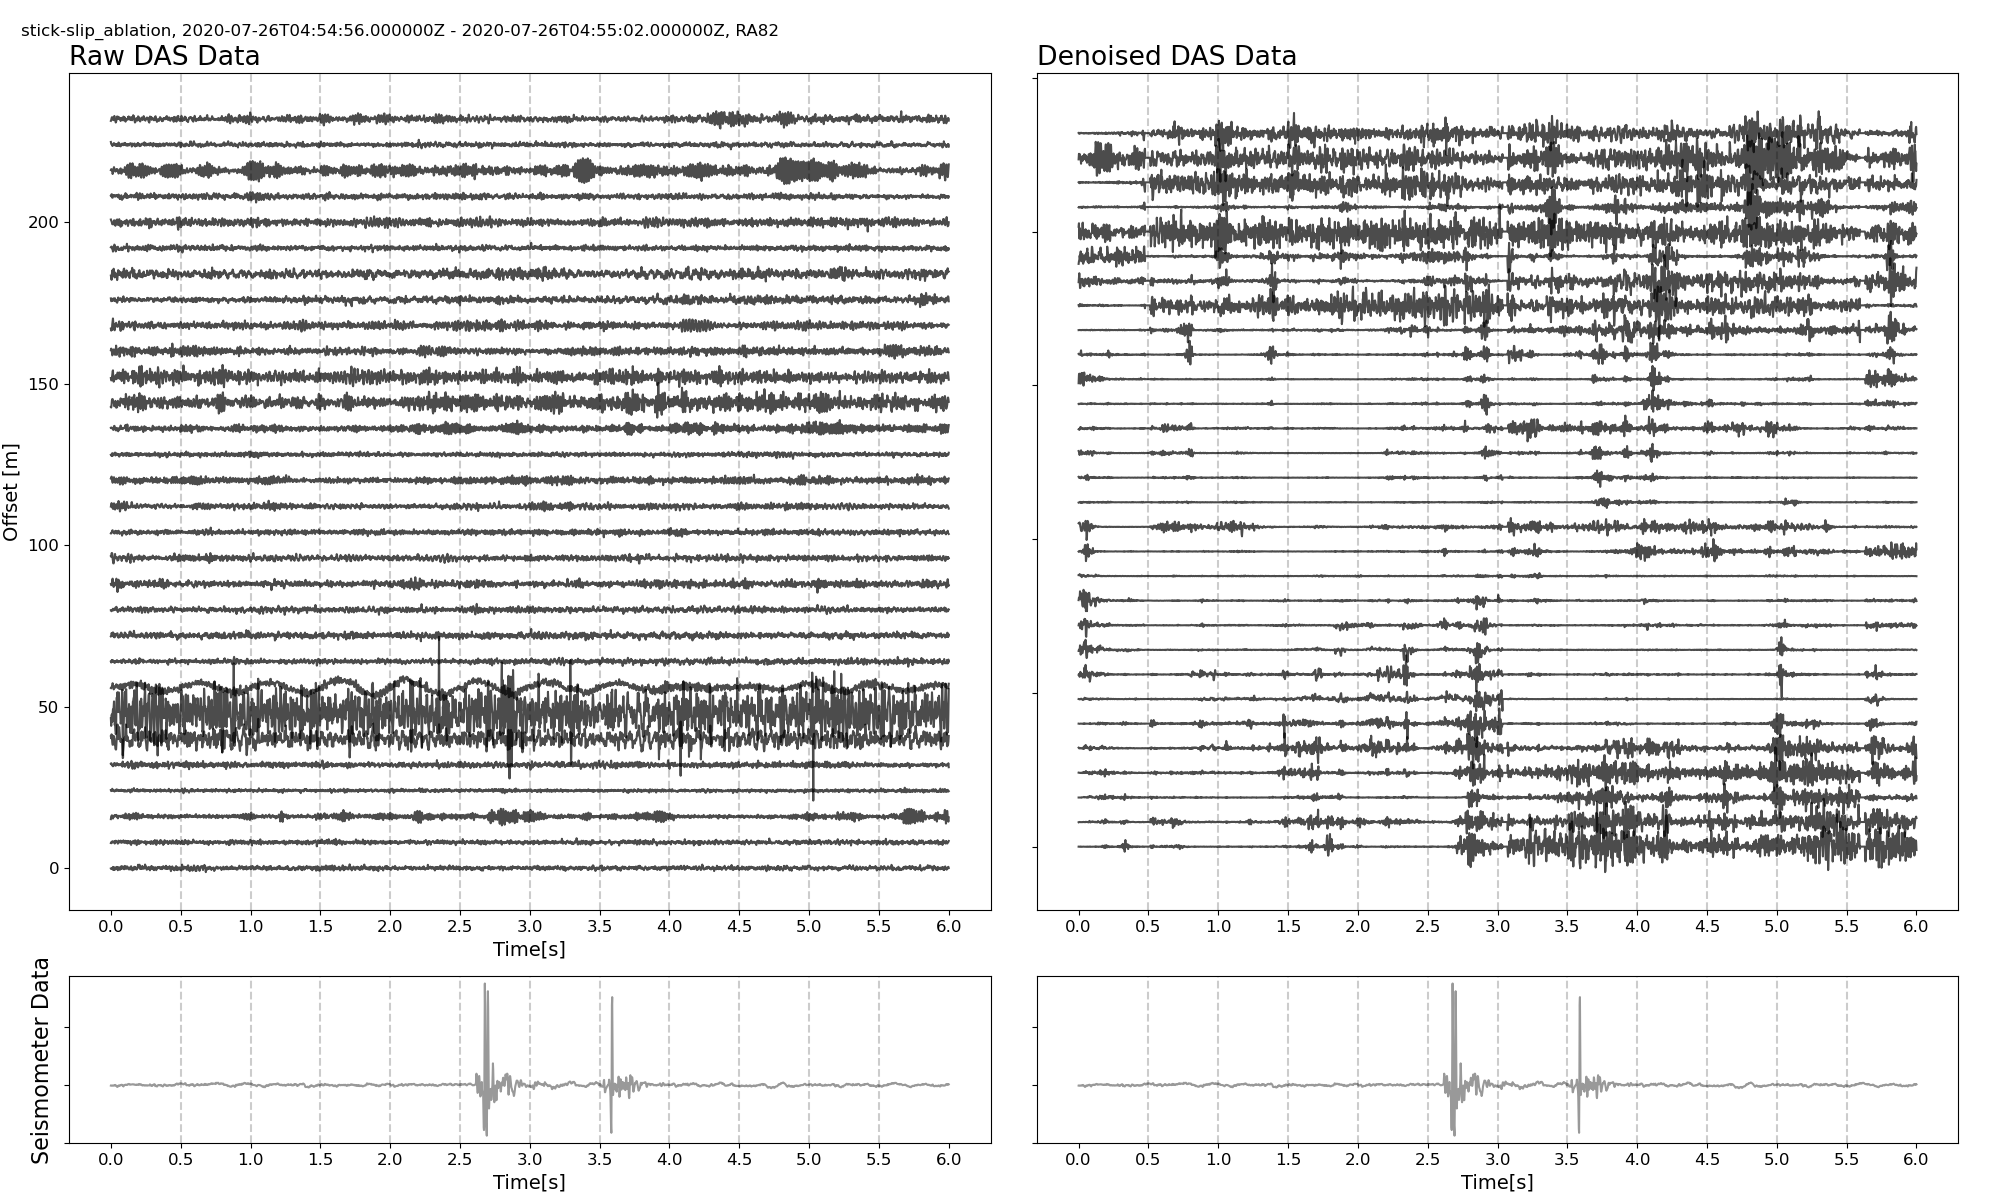 stick-slip_ablation, 2020-07-26T04:54:56.000000Z - 2020-07-26T04:55:02.000000Z, RA82
Raw DAS Data
Denoised DAS Data
Offset [m]
200
150
100
50
0
0.0 0.5 1.0 1.5 2.0 2.5 3.0 3.5 4.0 4.5 5.0 5.5 6.0
Time[s]
0.0 0.5 1.0 1.5 2.0 2.5 3.0 3.5 4.0 4.5 5.0 5.5 6.0
Seismometer Data
0.0 0.5 1.0 1.5 2.0 2.5 3.0 3.5 4.0 4.5 5.0 5.5 6.0
Time[s]
0.0 0.5 1.0 1.5 2.0 2.5 3.0 3.5 4.0 4.5 5.0 5.5 6.0
Time[s]